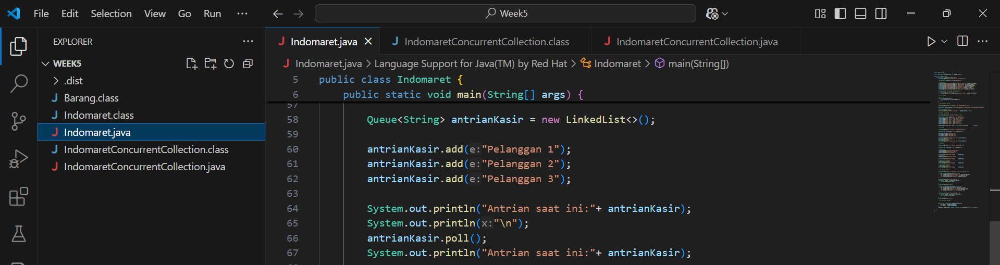 File Edit Selection View Go Run ··· Week5
EXPLORER ···
WEEK5
.dist
J Barang.class
J Indomaret.class
J Indomaret.java
J IndomaretConcurrentCollection.class
J IndomaretConcurrentCollection.java
J Indomaret.java J IndomaretConcurrentCollection.class J IndomaretConcurrentCollection.java
J Indomaret.java > Language Support for Java(TM) by Red Hat > Indomaret > main(String[])
5 public class Indomaret {
6 public static void main(String[] args) {
57
58 Queue<String> antrianKasir = new LinkedList<>();
59
60 antrianKasir.add(e:"Pelanggan 1");
61 antrianKasir.add(e:"Pelanggan 2");
62 antrianKasir.add(e:"Pelanggan 3");
63
64 System.out.println("Antrian saat ini:"+ antrianKasir);
65 System.out.println(x:"\n");
66 antrianKasir.poll();
67 System.out.println("Antrian saat ini:"+ antrianKasir);